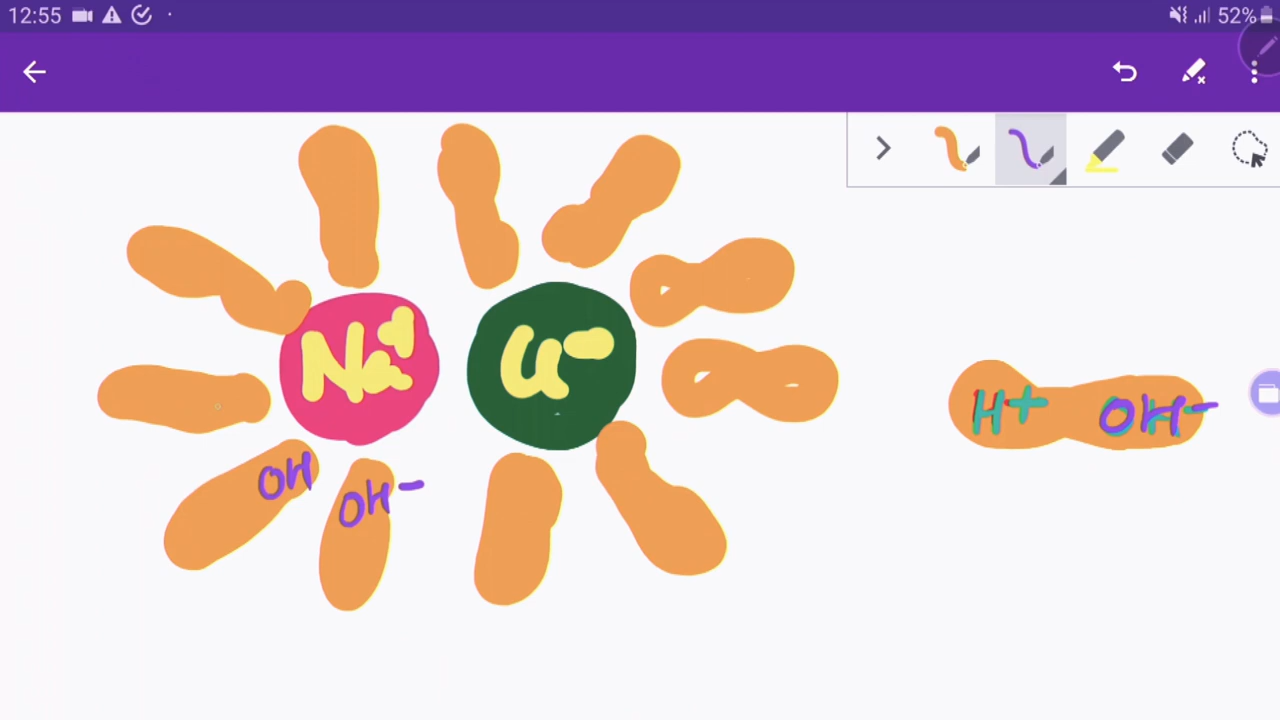 12:55
52%
Na+
Cl-
H+ OH-
OH
OH-